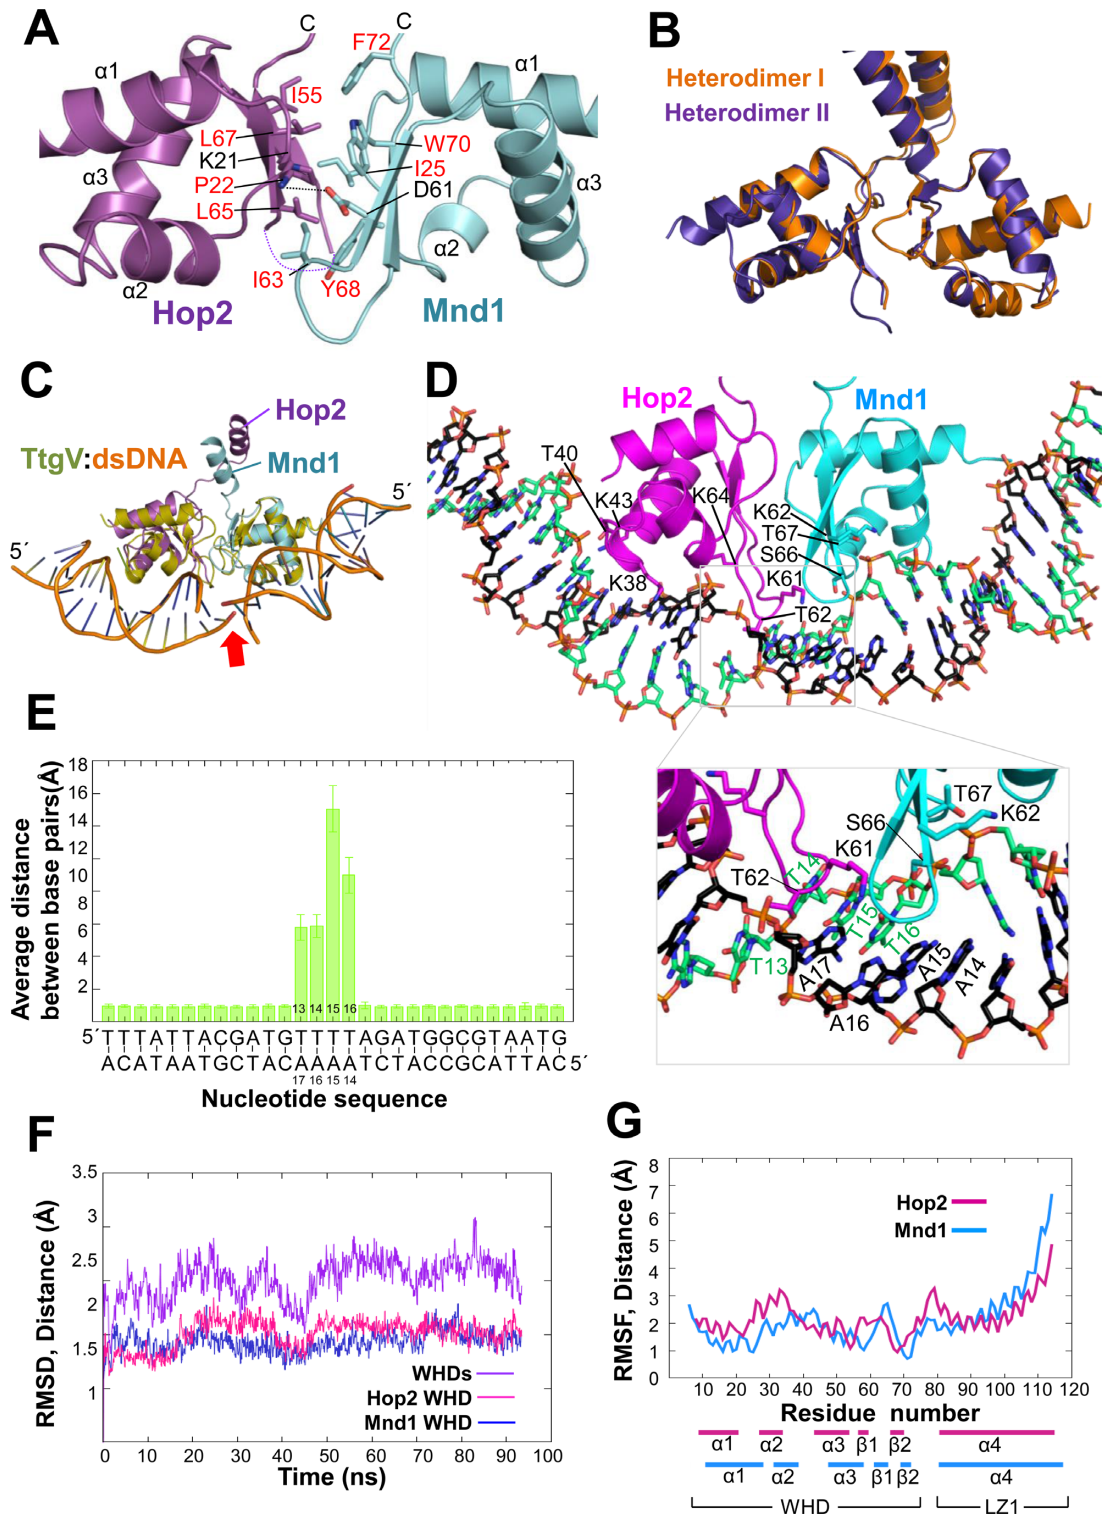 A
C
C
F72
α1
α1
I55
L67
K21
W70
I25
α3
P22
D61
α3
L65
α2
α2
I63
Y68
Hop2
Mnd1
B
Heterodimer I
Heterodimer II
C
Hop2
TtgV:dsDNA
Mnd1
5´
5´
D
Hop2
Mnd1
T40
K43
K64
K62
T67
S66
K38
K61
T62
T67
K62
S66
K61
T14
T62
T15
T16
T13
A17
A15
A14
A16
E
Average distance between base pairs(Å)
18
16
14
12
10
8
6
4
2
13 14 15 16
5´TTTATTACGATGTTTTAGATGGCGTAATG
ACATAATGCTACAAAATCTACCGCATTAC5´
17 16 15 14
Nucleotide sequence
F
RMSD, Distance (Å)
3.5
3
2.5
2
1.5
1
WHDs
Hop2 WHD
Mnd1 WHD
0 10 20 30 40 50 60 70 80 90 100
Time (ns)
G
RMSF, Distance (Å)
8
7
6
5
4
3
2
1
0
Hop2
Mnd1
10 20 30 40 50 60 70 80 90 100 110 120
Residue number
α1 α2 α3 β1 β2 α4
α1 α2 α3 β1 β2 α4
WHD LZ1